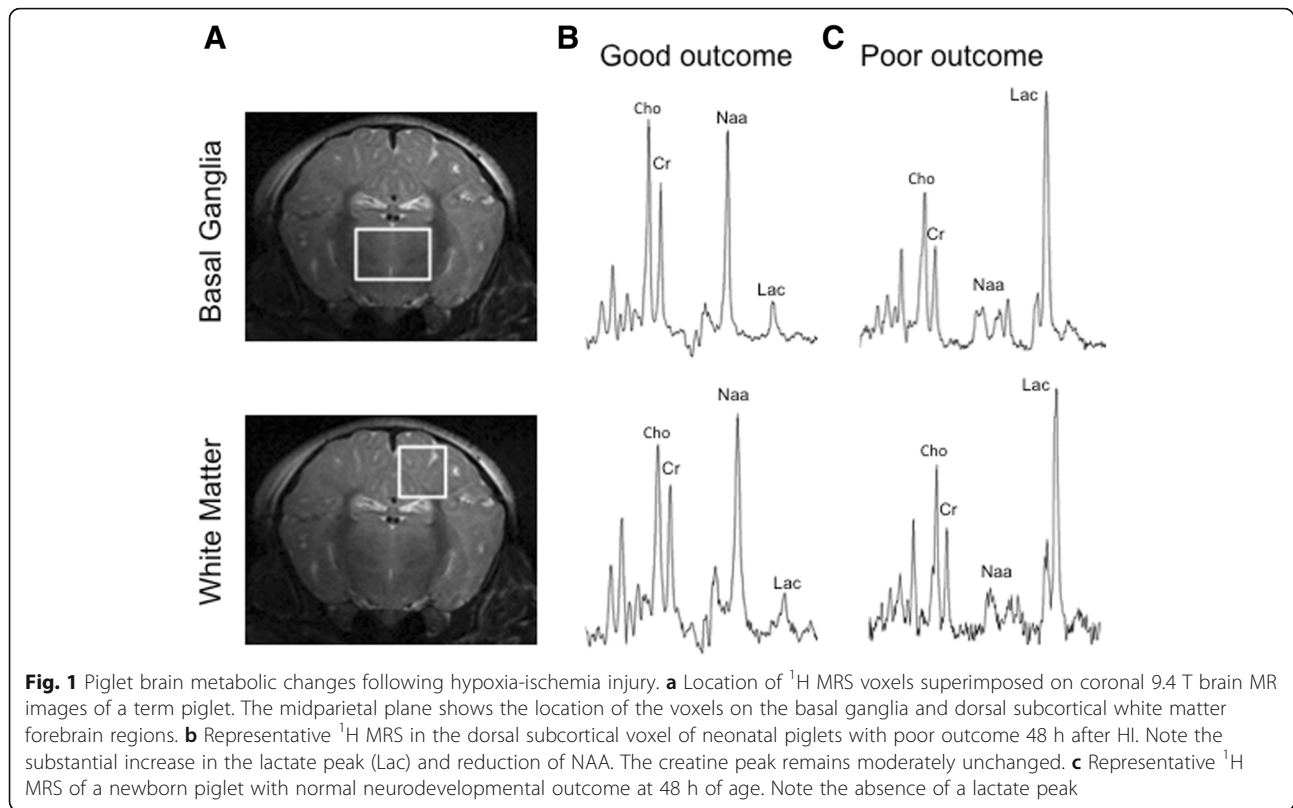 A
B
C
Good outcome
Poor outcome
Basal Ganglia
Cho
Cr
Naa
Lac
Cho
Cr
Naa
Lac
White Matter
Cho
Cr
Naa
Lac
Cho
Cr
Naa
Lac
Fig. 1 Piglet brain metabolic changes following hypoxia-ischemia injury. a Location of ¹H MRS voxels superimposed on coronal 9.4 T brain MR
images of a term piglet. The midparietal plane shows the location of the voxels on the basal ganglia and dorsal subcortical white matter
forebrain regions. b Representative ¹H MRS in the dorsal subcortical voxel of neonatal piglets with poor outcome 48 h after HI. Note the
substantial increase in the lactate peak (Lac) and reduction of NAA. The creatine peak remains moderately unchanged. c Representative ¹H
MRS of a newborn piglet with normal neurodevelopmental outcome at 48 h of age. Note the absence of a lactate peak